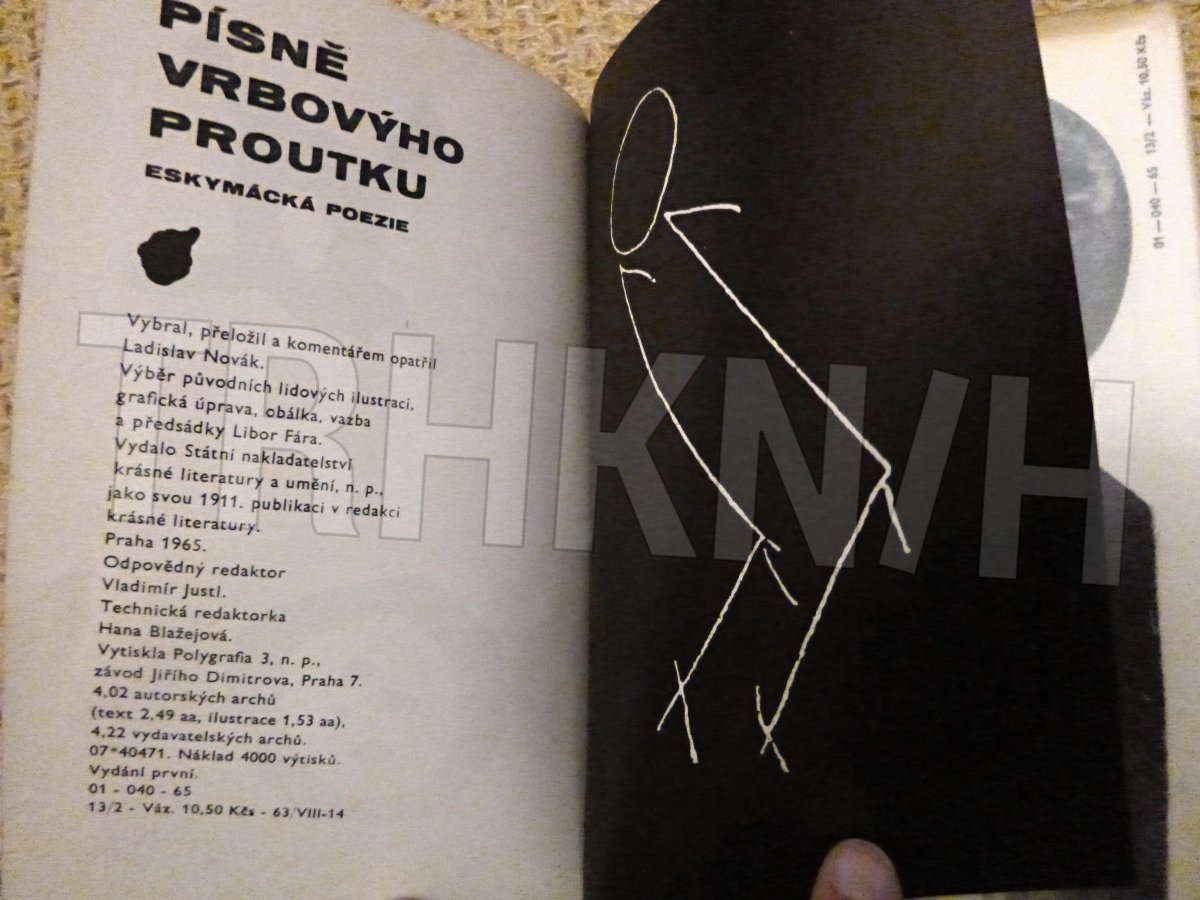 PÍSNĚ
VRBOVÝHO
PROUTKU
ESKYMÁCKÁ POEZIE
Vybral, přeložil a komentářem opatřil
Ladislav Novák.
Výběr původních lidových ilustrací,
grafická úprava, obálka, vazba
a předsádky Libor Fára.
Vydalo Státní nakladatelství
krásné literatury a umění, n. p.,
jako svou 1911. publikaci v redakci
krásné literatury.
Praha 1965.
Odpovědný redaktor
Vladimír Justl.
Technická redaktorka
Hana Blažejová.
Vytiskla Polygrafia 3, n. p.,
závod Jiřího Dimitrova, Praha 7.
4,02 autorských archů
(text 2,49 aa, ilustrace 1,53 aa),
4,22 vydavatelských archů.
07*40471. Náklad 4000 výtisků.
Vydání první.
01 - 040 - 65
13/2 - Váz. 10,50 Kčs - 63/VIII-14
01 — 040 — 65 13/2 — Váz. 10,50 Kčs
TRHKNIH